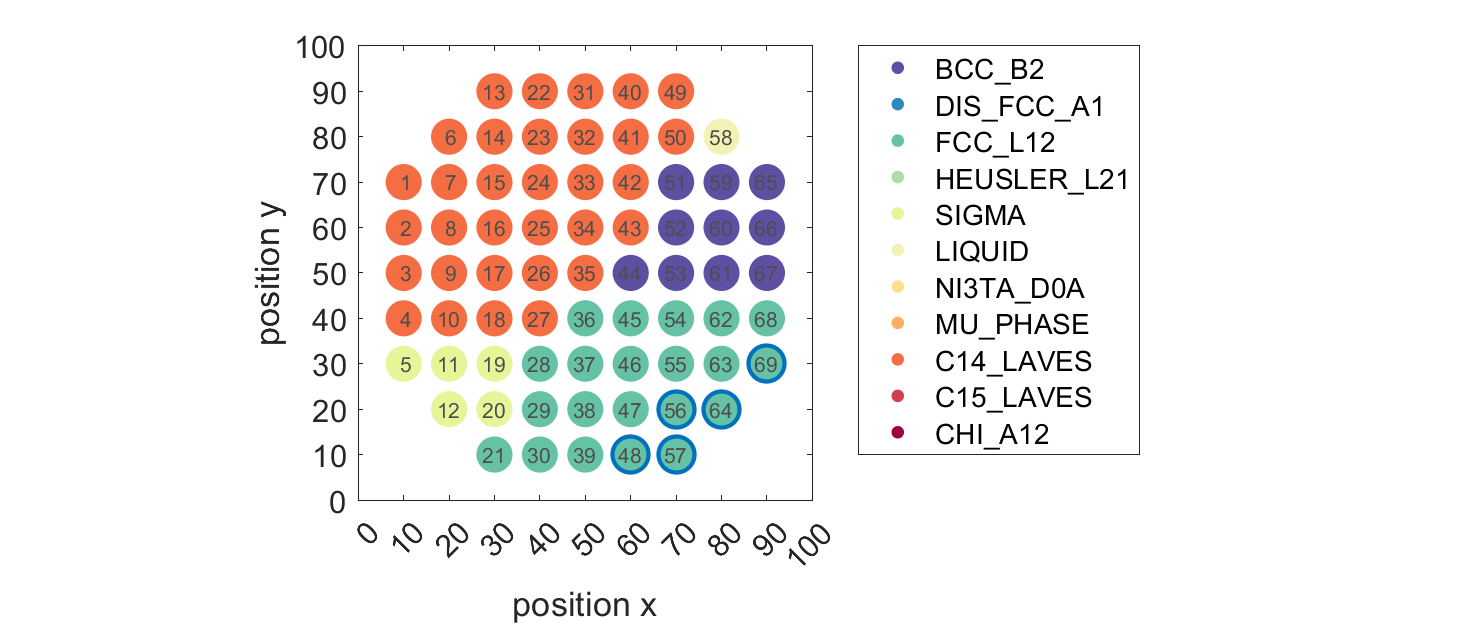 100
90
80
70
60
50
40
30
20
10
0
position y
13 22 31 40 49
6 14 23 32 41 50 58
1 7 15 24 33 42 51 59 65
2 8 16 25 34 43 52 60 66
3 9 17 26 35 44 53 61 67
4 10 18 27 36 45 54 62 68
5 11 19 28 37 46 55 63 69
12 20 29 38 47 56 64
21 30 39 48 57
0 10 20 30 40 50 60 70 80 90 100
position x
BCC_B2
DIS_FCC_A1
FCC_L12
HEUSLER_L21
SIGMA
LIQUID
NI3TA_D0A
MU_PHASE
C14_LAVES
C15_LAVES
CHI_A12